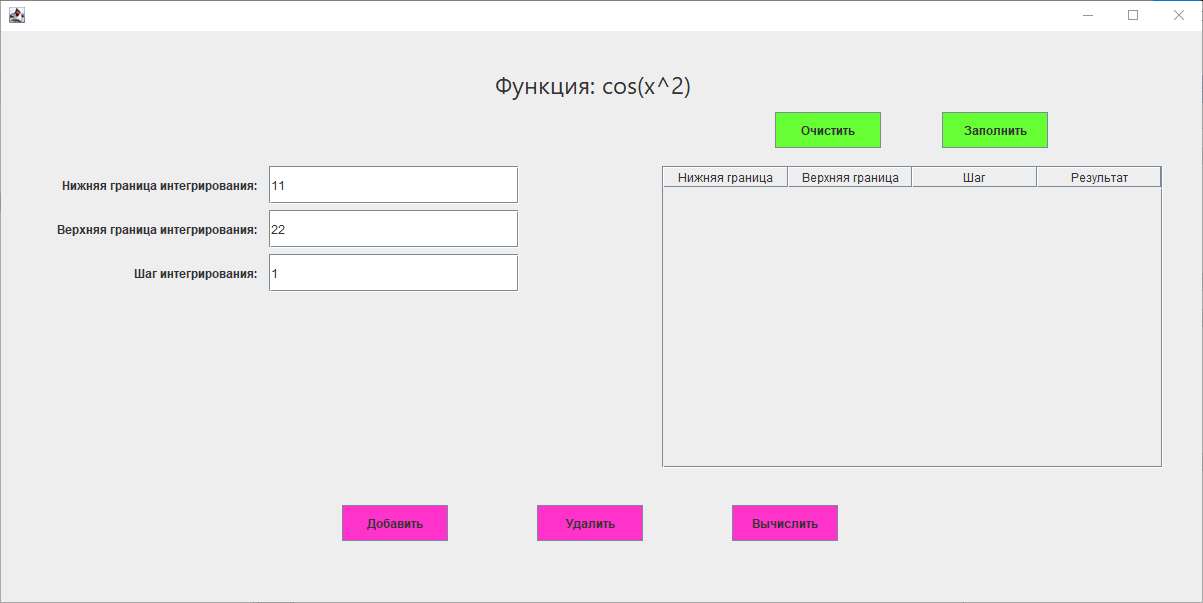 Функция: cos(x^2)
Очистить Заполнить
Нижняя граница интегрирования: 11
Верхняя граница интегрирования: 22
Шаг интегрирования: 1
Нижняя граница Верхняя граница Шаг Результат
Добавить Удалить Вычислить